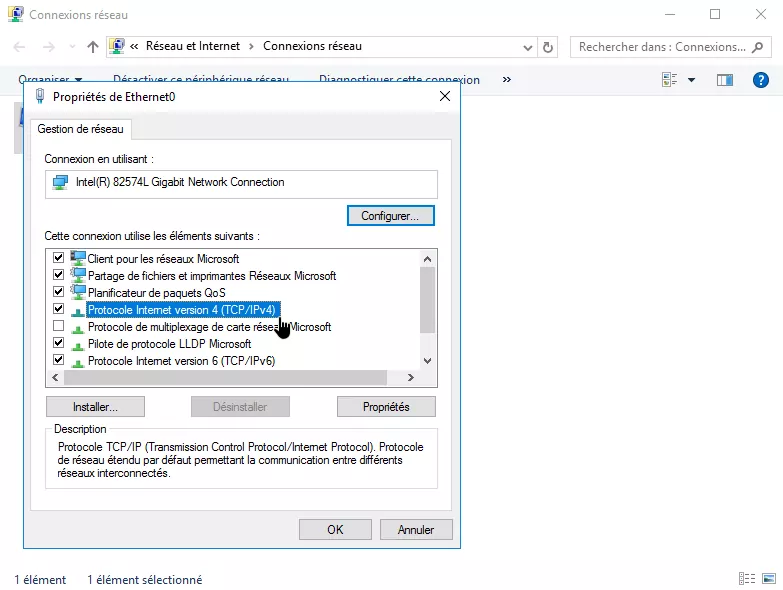 Connexions réseau
« Réseau et Internet > Connexions réseau
Rechercher dans : Connexions...
Organiser Désactiver ce périphérique réseau Diagnostiquer cette connexion »
Propriétés de Ethernet0
Gestion de réseau
Connexion en utilisant :
Intel(R) 82574L Gigabit Network Connection
Configurer...
Cette connexion utilise les éléments suivants :
Client pour les réseaux Microsoft
Partage de fichiers et imprimantes Réseaux Microsoft
Planificateur de paquets QoS
Protocole Internet version 4 (TCP/IPv4)
Protocole de multiplexage de carte réseau Microsoft
Pilote de protocole LLDP Microsoft
Protocole Internet version 6 (TCP/IPv6)
Installer... Désinstaller Propriétés
Description
Protocole TCP/IP (Transmission Control Protocol/Internet Protocol). Protocole
de réseau étendu par défaut permettant la communication entre différents
réseaux interconnectés.
OK Annuler
1 élément 1 élément sélectionné